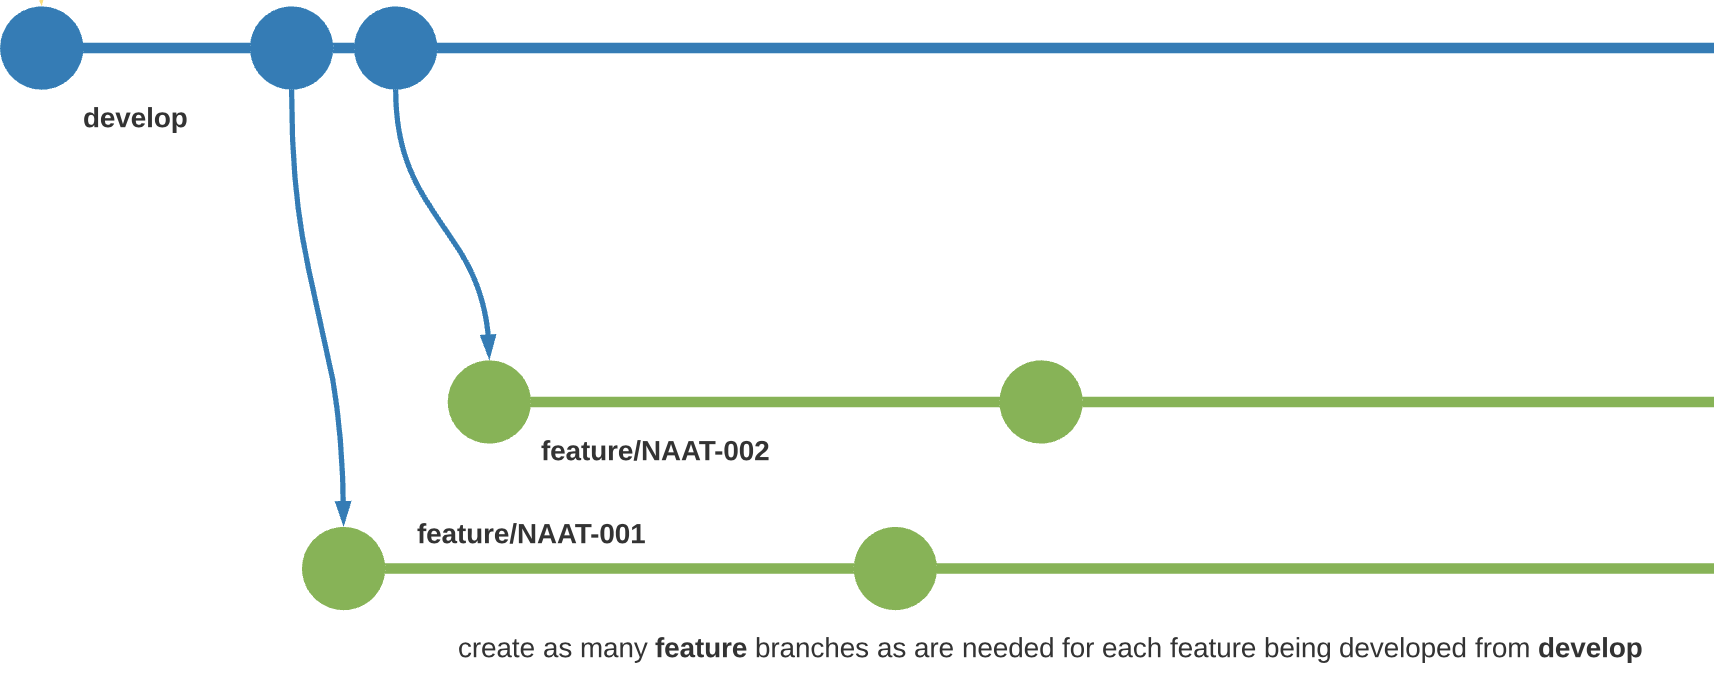 develop
feature/NAAT-002
feature/NAAT-001
create as many feature branches as are needed for each feature being developed from develop